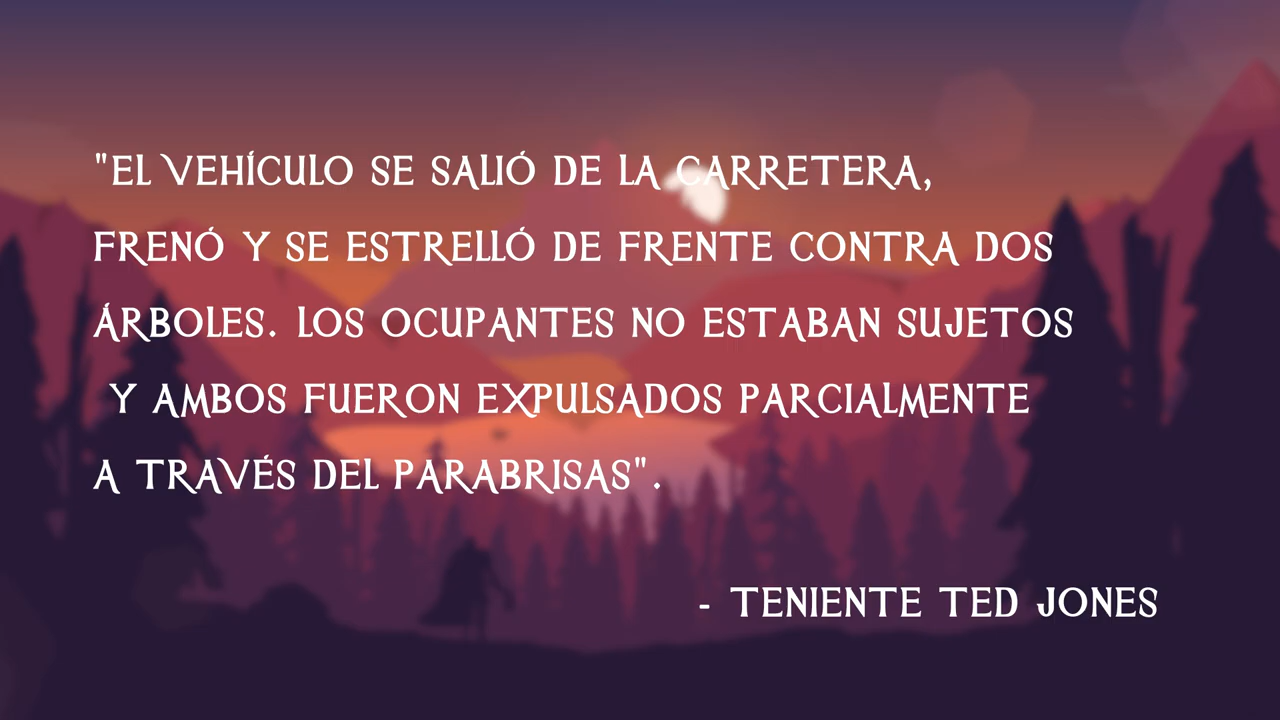 "EL VEHÍCULO SE SALIÓ DE LA CARRETERA,
FRENÓ Y SE ESTRELLÓ DE FRENTE CONTRA DOS
ÁRBOLES. LOS OCUPANTES NO ESTABAN SUJETOS
Y AMBOS FUERON EXPULSADOS PARCIALMENTE
A TRAVÉS DEL PARABRISAS".
- TENIENTE TED JONES